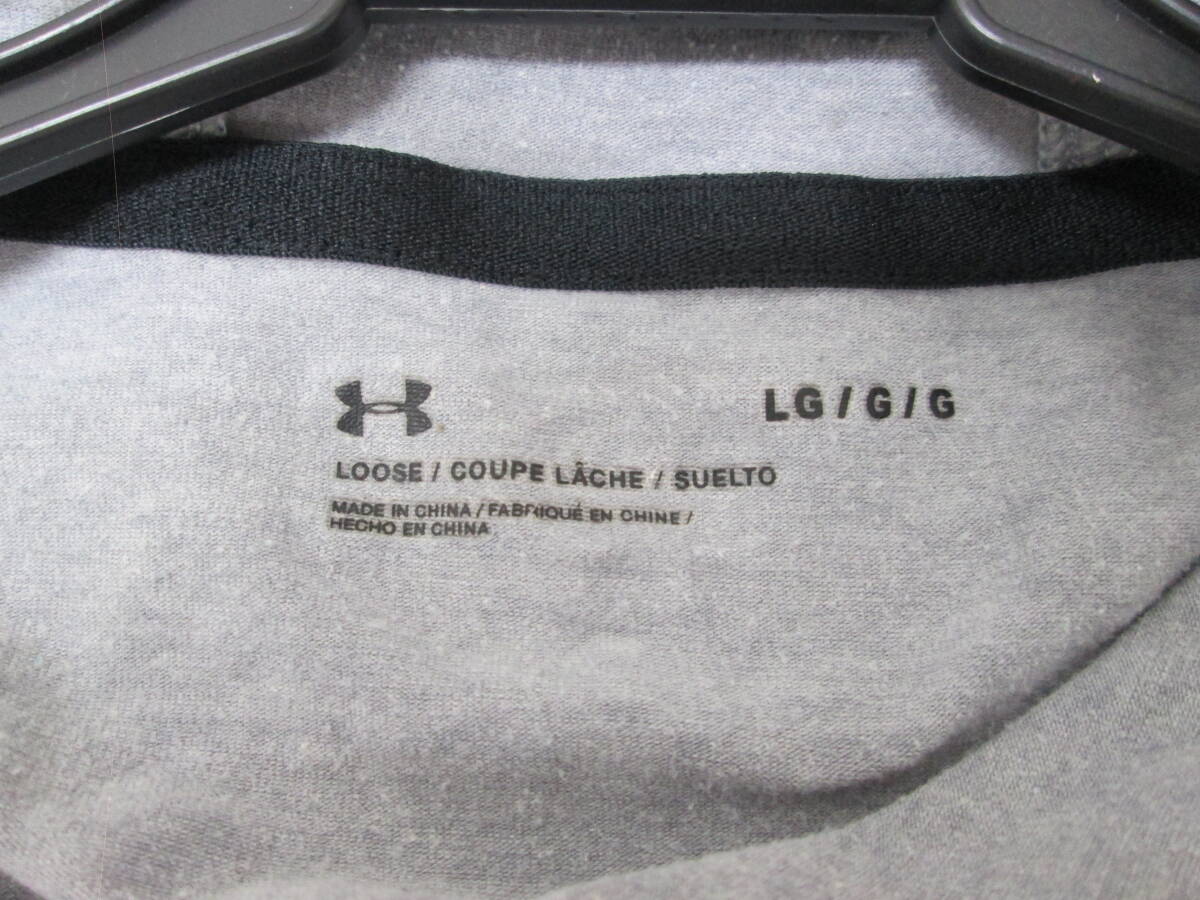 LG / G / G
LOOSE / COUPE LÂCHE / SUELTO
MADE IN CHINA / FABRIQUÉ EN CHINE /
HECHO EN CHINA